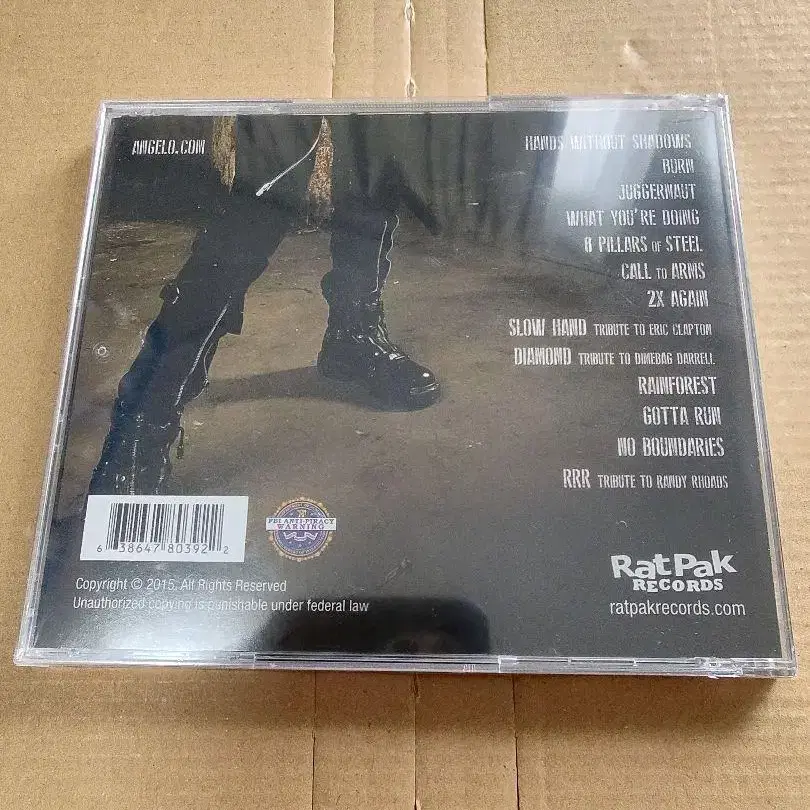 ANGELO.COM
HANDS WITHOUT SHADOWS
BURN
JUGGERNAUT
WHAT YOU'RE DOING
8 PILLARS OF STEEL
CALL TO ARMS
2X AGAIN
SLOW HAND TRIBUTE TO ERIC CLAPTON
DIAMOND TRIBUTE TO DIMEBAG DARRELL
RAINFOREST
GOTTA RUN
NO BOUNDARIES
RRR TRIBUTE TO RANDY RHOADS
FBI ANTI-PIRACY
WARNING
6 38647 80392 2
Copyright © 2015. All Rights Reserved
Unauthorized copying is punishable under federal law
RatPak
RECORDS
ratpakrecords.com